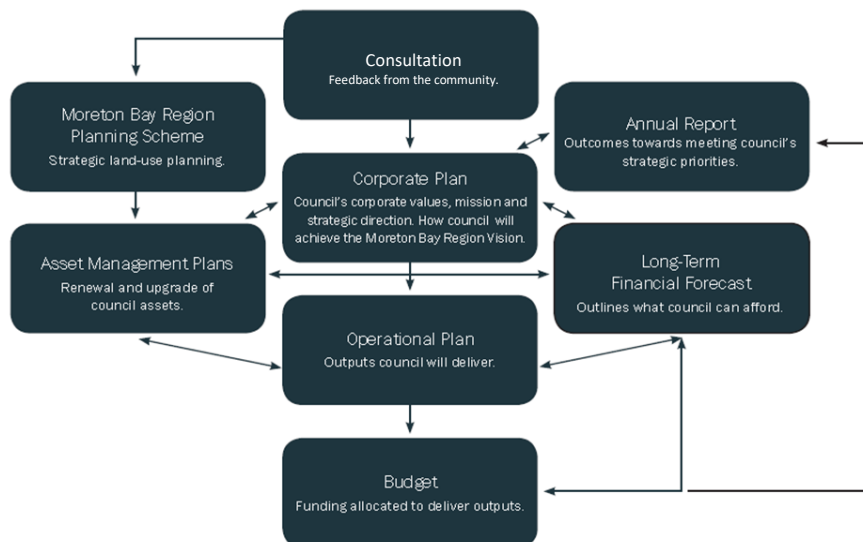 Consultation
Feedback from the community.
Moreton Bay Region
Planning Scheme
Strategic land-use planning.
Annual Report
Outcomes towards meeting council's
strategic priorities.
Corporate Plan
Council's corporate values, mission and
strategic direction. How council will
achieve the Moreton Bay Region Vision.
Asset Management Plans
Renewal and upgrade of
council assets.
Long-Term
Financial Forecast
Outlines what council can afford.
Operational Plan
Outputs council will deliver.
Budget
Funding allocated to deliver outputs.